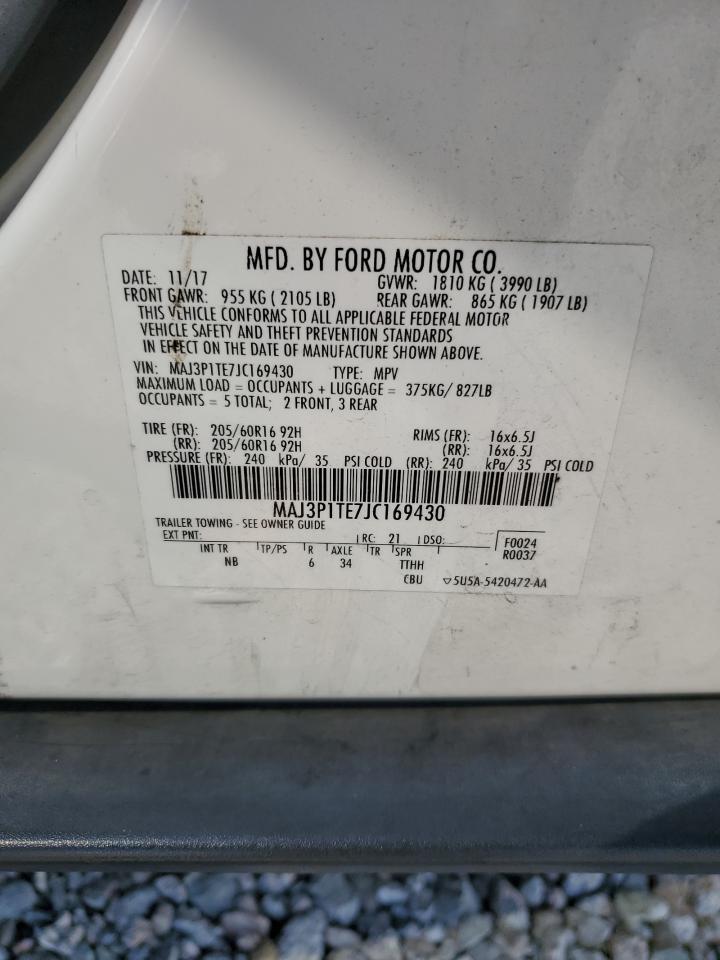 MFD. BY FORD MOTOR CO.
DATE: 11/17 GVWR: 1810 KG ( 3990 LB)
FRONT GAWR: 955 KG ( 2105 LB) REAR GAWR: 865 KG ( 1907 LB)
THIS VEHICLE CONFORMS TO ALL APPLICABLE FEDERAL MOTOR
VEHICLE SAFETY AND THEFT PREVENTION STANDARDS
IN EFFECT ON THE DATE OF MANUFACTURE SHOWN ABOVE.
VIN: MAJ3P1TE7JC169430 TYPE: MPV
MAXIMUM LOAD = OCCUPANTS + LUGGAGE = 375KG/ 827LB
OCCUPANTS = 5 TOTAL; 2 FRONT, 3 REAR
TIRE (FR): 205/60R16 92H RIMS (FR): 16x6.5J
(RR): 205/60R16 92H (RR): 16x6.5J
PRESSURE (FR): 240 kPa/ 35 PSI COLD (RR): 240 kPa/ 35 PSI COLD
MAJ3P1TE7JC169430
TRAILER TOWING - SEE OWNER GUIDE
EXT PNT: RC: 21 DSO: F0024
INT TR TP/PS R AXLE TR SPR R0037
NB 6 34 TTHH
CBU ▽5U5A-5420472-AA